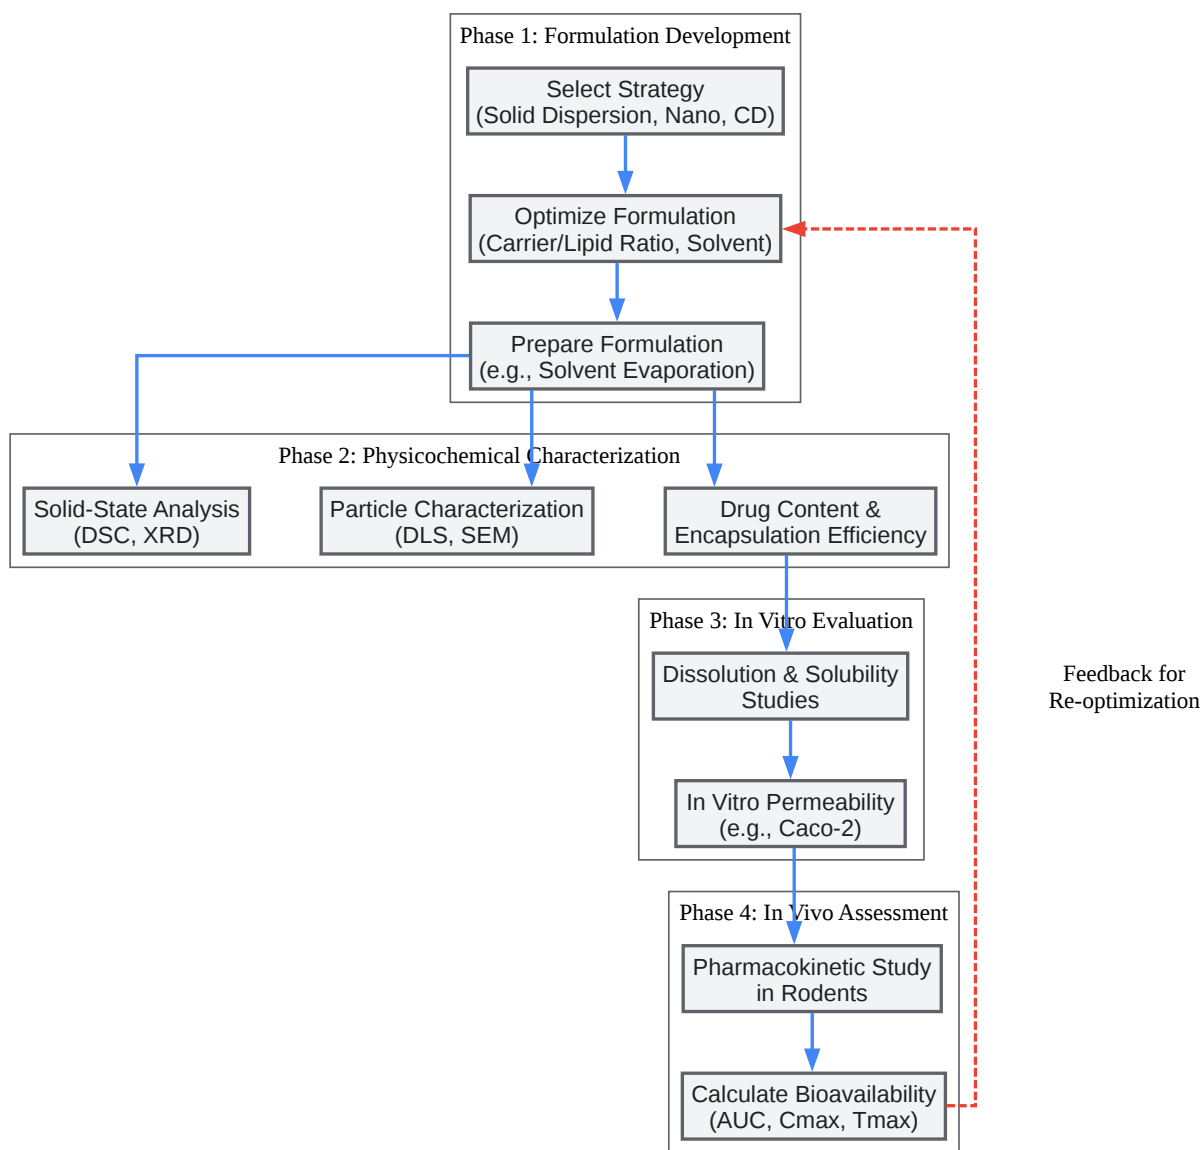 Phase 1: Formulation Development
Select Strategy
(Solid Dispersion, Nano, CD)
Optimize Formulation
(Carrier/Lipid Ratio, Solvent)
Prepare Formulation
(e.g., Solvent Evaporation)
Phase 2: Physicochemical Characterization
Solid-State Analysis
(DSC, XRD)
Particle Characterization
(DLS, SEM)
Drug Content &
Encapsulation Efficiency
Phase 3: In Vitro Evaluation
Dissolution & Solubility
Studies
In Vitro Permeability
(e.g., Caco-2)
Phase 4: In Vivo Assessment
Pharmacokinetic Study
in Rodents
Calculate Bioavailability
(AUC, Cmax, Tmax)
Feedback for
Re-optimization